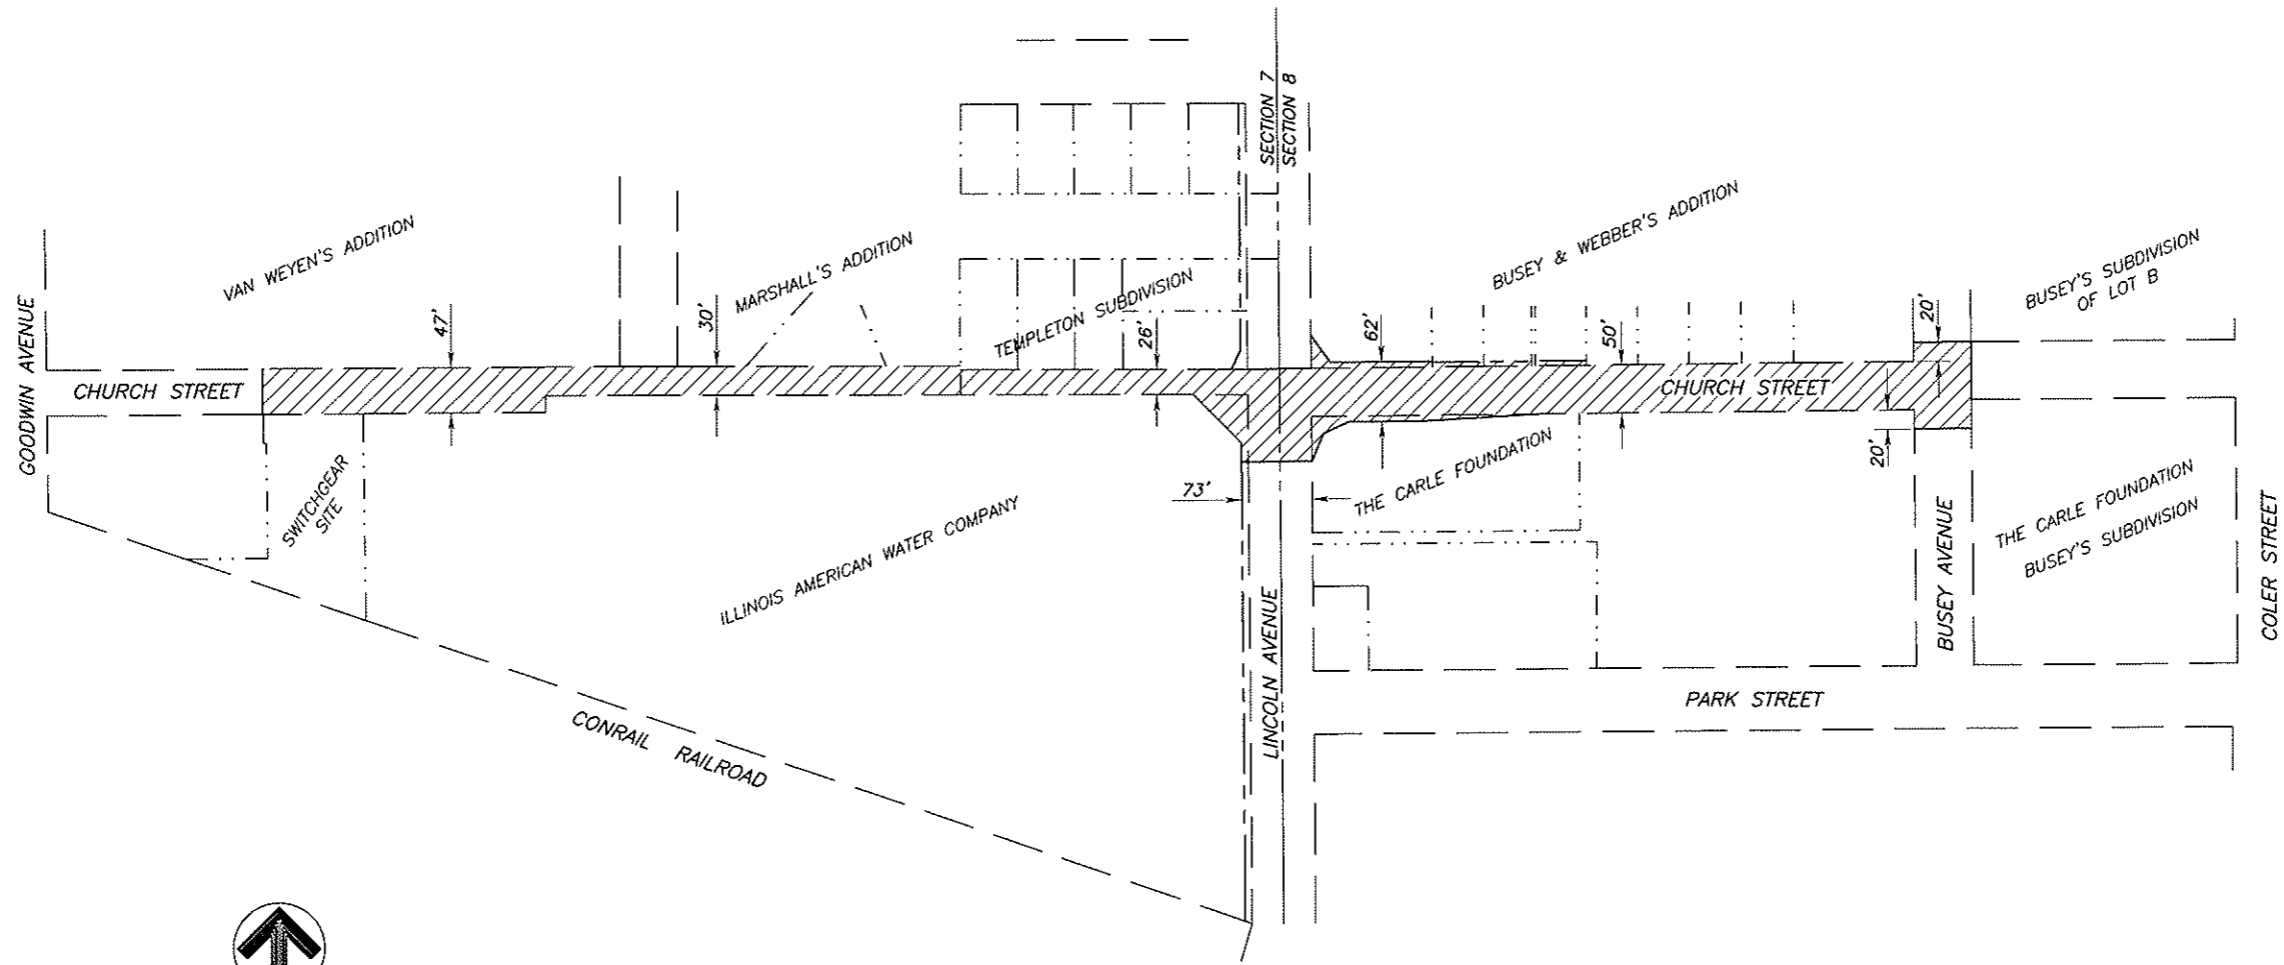 SECTION 7
SECTION 8
VAN WEYEN'S ADDITION
MARSHALL'S ADDITION
TEMPLETON SUBDIVISION
BUSEY & WEBBER'S ADDITION
BUSEY'S SUBDIVISION
OF LOT B
GOODWIN AVENUE
CHURCH STREET
47'
30'
26'
62'
50'
CHURCH STREET
20'
20'
SWITCHGEAR
SITE
ILLINOIS AMERICAN WATER COMPANY
73'
THE CARLE FOUNDATION
LINCOLN AVENUE
BUSEY AVENUE
THE CARLE FOUNDATION
BUSEY'S SUBDIVISION
COLER STREET
PARK STREET
CONRAIL RAILROAD